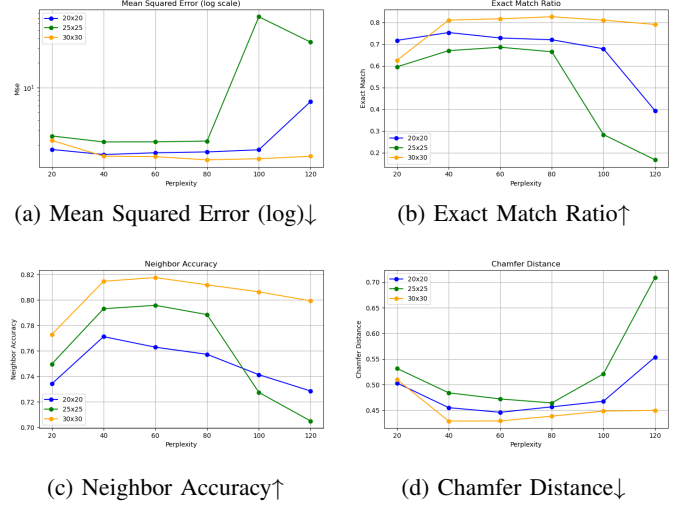 Mean Squared Error (log scale)
20x20
25x25
30x30
10¹
Mse
20 40 60 80 100 120
Perplexity
(a) Mean Squared Error (log)↓
Exact Match Ratio
0.8
0.7
0.6
0.5
0.4
0.3
0.2
Exact Match
20x20
25x25
30x30
20 40 60 80 100 120
Perplexity
(b) Exact Match Ratio↑
Neighbor Accuracy
0.82
0.80
0.78
0.76
0.74
0.72
0.70
Neighbor Accuracy
20x20
25x25
30x30
20 40 60 80 100 120
Perplexity
(c) Neighbor Accuracy↑
Chamfer Distance
20x20
25x25
30x30
0.70
0.65
0.60
0.55
0.50
0.45
Chamfer Distance
20 40 60 80 100 120
Perplexity
(d) Chamfer Distance↓